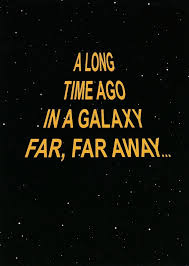 A LONG
TIME AGO
IN A GALAXY
FAR, FAR AWAY...